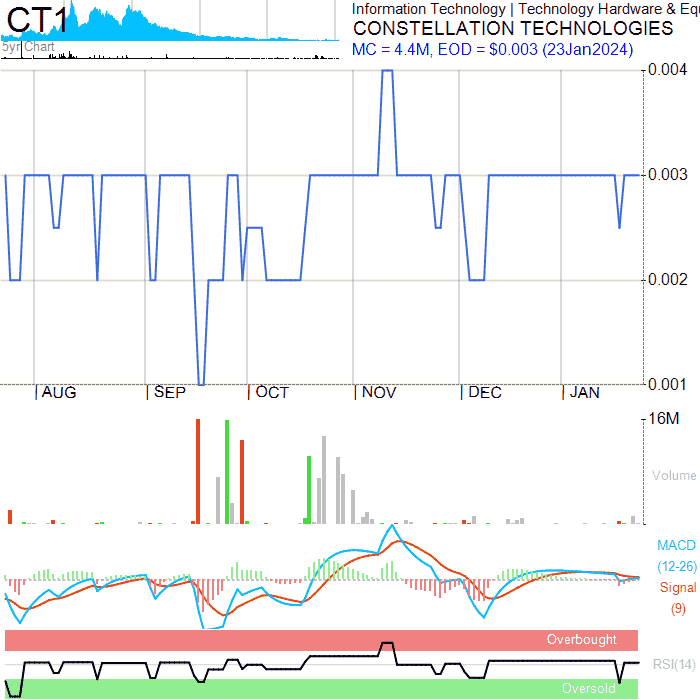 CT1
5yr Chart
Information Technology | Technology Hardware & Equ
CONSTELLATION TECHNOLOGIES
MC = 4.4M, EOD = $0.003 (23Jan2024)
0.004
0.003
0.002
0.001
AUG SEP OCT NOV DEC JAN
16M
Volume
MACD
(12-26)
Signal
(9)
Overbought
RSI(14)
Oversold